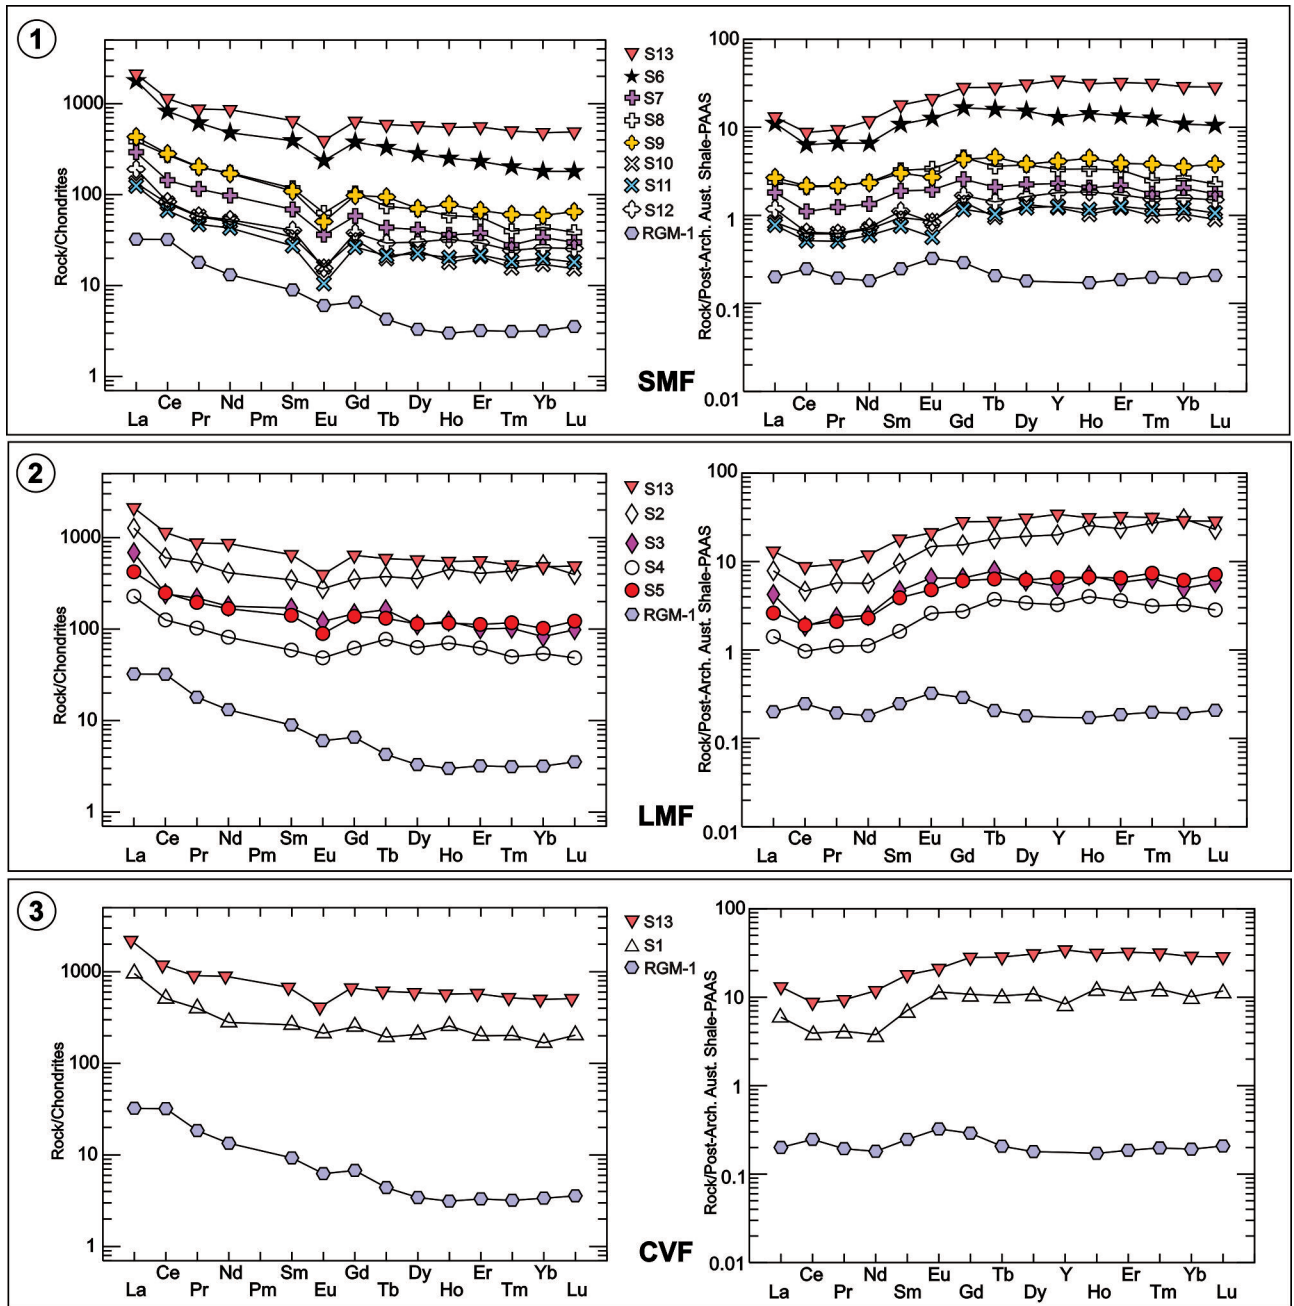 1
Rock/Chondrites
1000
100
10
1
La Ce Pr Nd Pm Sm Eu Gd Tb Dy Ho Er Tm Yb Lu
S13
S6
S7
S8
S9
S10
S11
S12
RGM-1
SMF
Rock/Post-Arch. Aust. Shale-PAAS
100
10
1
0.1
0.01
La Ce Pr Nd Sm Eu Gd Tb Dy Y Ho Er Tm Yb Lu
2
Rock/Chondrites
1000
100
10
1
La Ce Pr Nd Pm Sm Eu Gd Tb Dy Ho Er Tm Yb Lu
S13
S2
S3
S4
S5
RGM-1
LMF
Rock/Post-Arch. Aust. Shale-PAAS
100
10
1
0.1
0.01
La Ce Pr Nd Sm Eu Gd Tb Dy Y Ho Er Tm Yb Lu
3
Rock/Chondrites
1000
100
10
1
La Ce Pr Nd Pm Sm Eu Gd Tb Dy Ho Er Tm Yb Lu
S13
S1
RGM-1
CVF
Rock/Post-Arch. Aust. Shale-PAAS
100
10
1
0.1
0.01
La Ce Pr Nd Sm Eu Gd Tb Dy Y Ho Er Tm Yb Lu